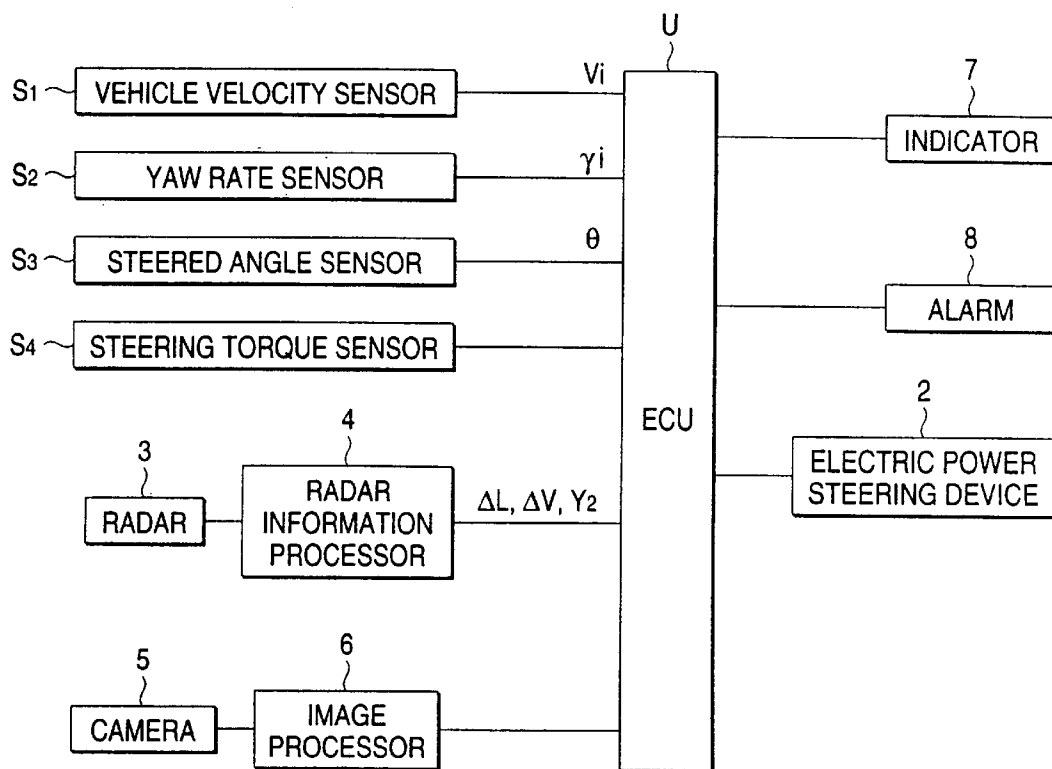 U
S1 VEHICLE VELOCITY SENSOR Vi
7
INDICATOR
S2 YAW RATE SENSOR γi
S3 STEERED ANGLE SENSOR θ
8
ALARM
S4 STEERING TORQUE SENSOR
ECU
2
ELECTRIC POWER
STEERING DEVICE
3
RADAR
4
RADAR
INFORMATION
PROCESSOR
ΔL, ΔV, Y2
5
CAMERA
6
IMAGE
PROCESSOR